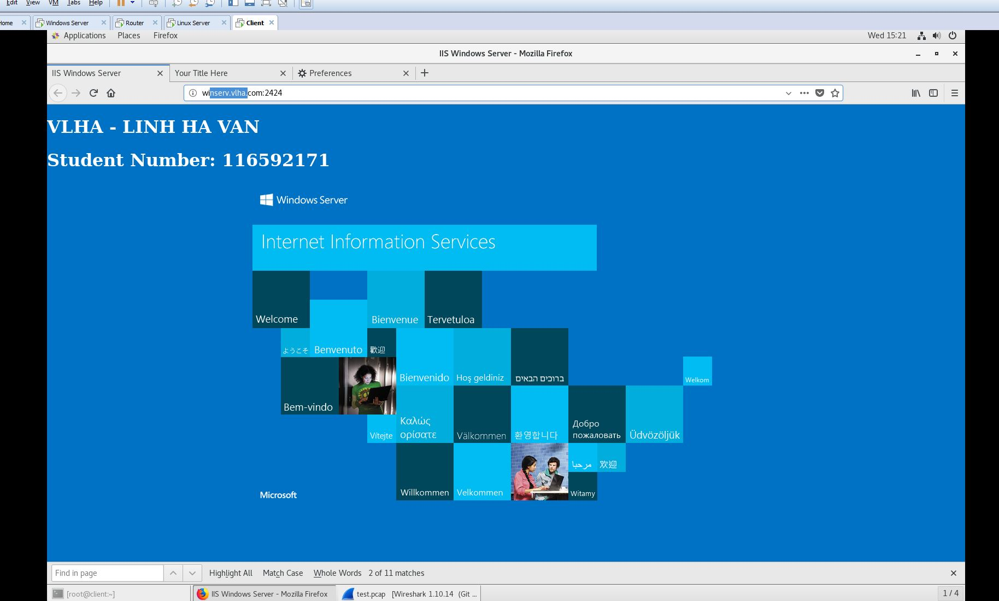 Edit View VM Tabs Help
Home Windows Server Router Linux Server Client
Applications Places Firefox Wed 15:21
IIS Windows Server - Mozilla Firefox
IIS Windows Server Your Title Here Preferences
winserv.vlha.com:2424
VLHA - LINH HA VAN
Student Number: 116592171
Windows Server
Internet Information Services
Welcome Bienvenue Tervetuloa
ようこそ Benvenuto 歡迎
Bienvenido Hoş geldiniz ברוכים הבאים Welkom
Bem-vindo
Καλώς
ορίσατε
Vítejte Välkommen 환영합니다
Добро
пожаловать
Üdvözöljük
مرحبا 欢迎
Willkommen Velkommen Witamy
Microsoft
Find in page Highlight All Match Case Whole Words 2 of 11 matches
[root@client:~] IIS Windows Server - Mozilla Firefox test.pcap [Wireshark 1.10.14 (Git ... 1 / 4